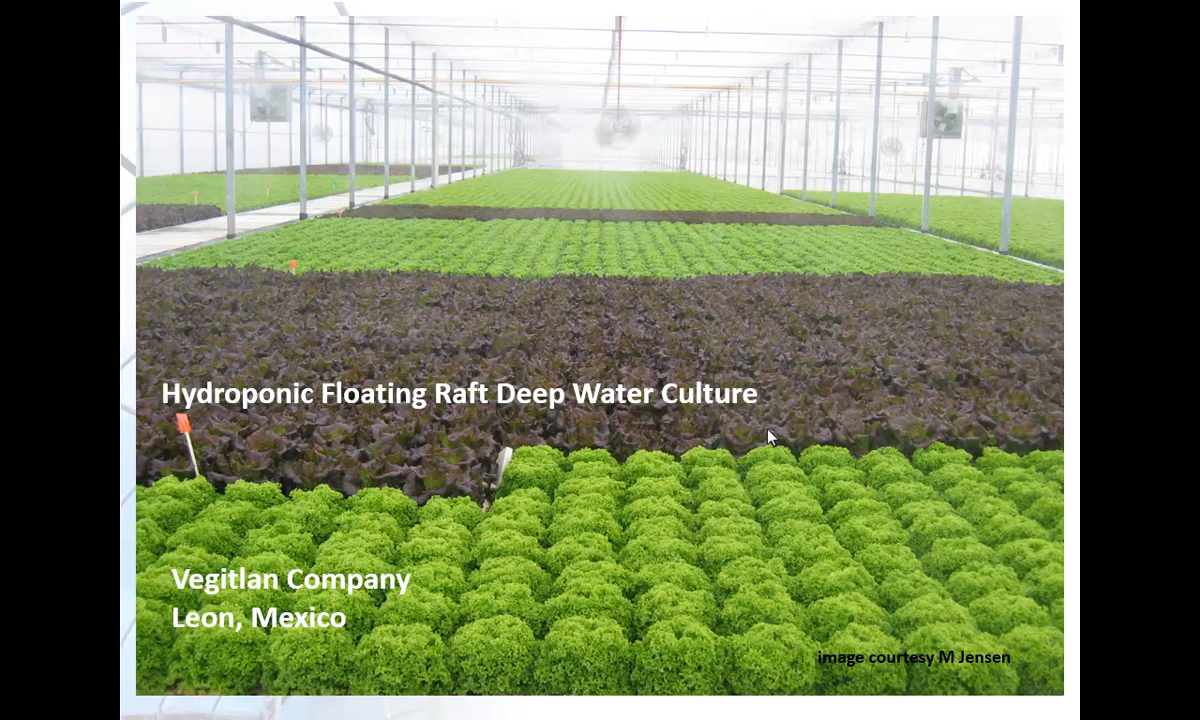 Hydroponic Floating Raft Deep Water Culture
Vegitlan Company
Leon, Mexico
image courtesy M Jensen